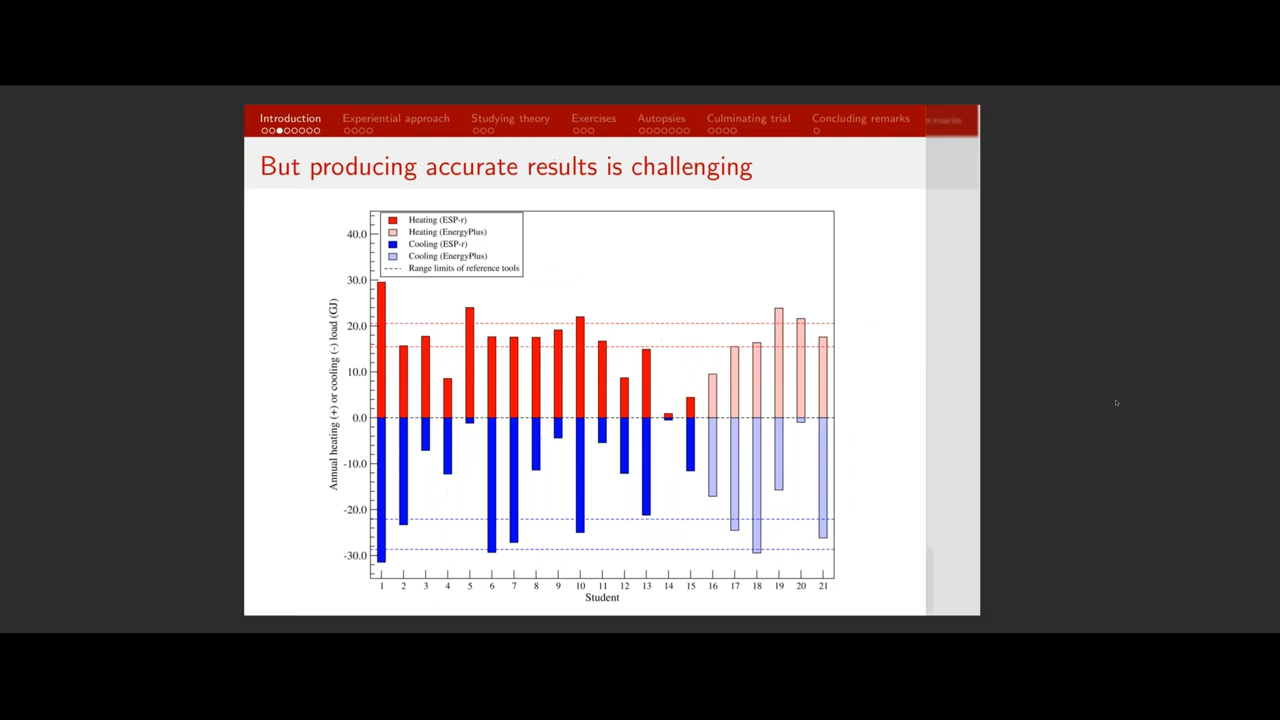 Introduction Experiential approach Studying theory Exercises Autopsies Culminating trial Concluding remarks
But producing accurate results is challenging
Heating (ESP-r)
Heating (EnergyPlus)
Cooling (ESP-r)
Cooling (EnergyPlus)
Range limits of reference tools
Annual heating (+) or cooling (-) load (GJ)
40.0
30.0
20.0
10.0
0.0
-10.0
-20.0
-30.0
1 2 3 4 5 6 7 8 9 10 11 12 13 14 15 16 17 18 19 20 21
Student